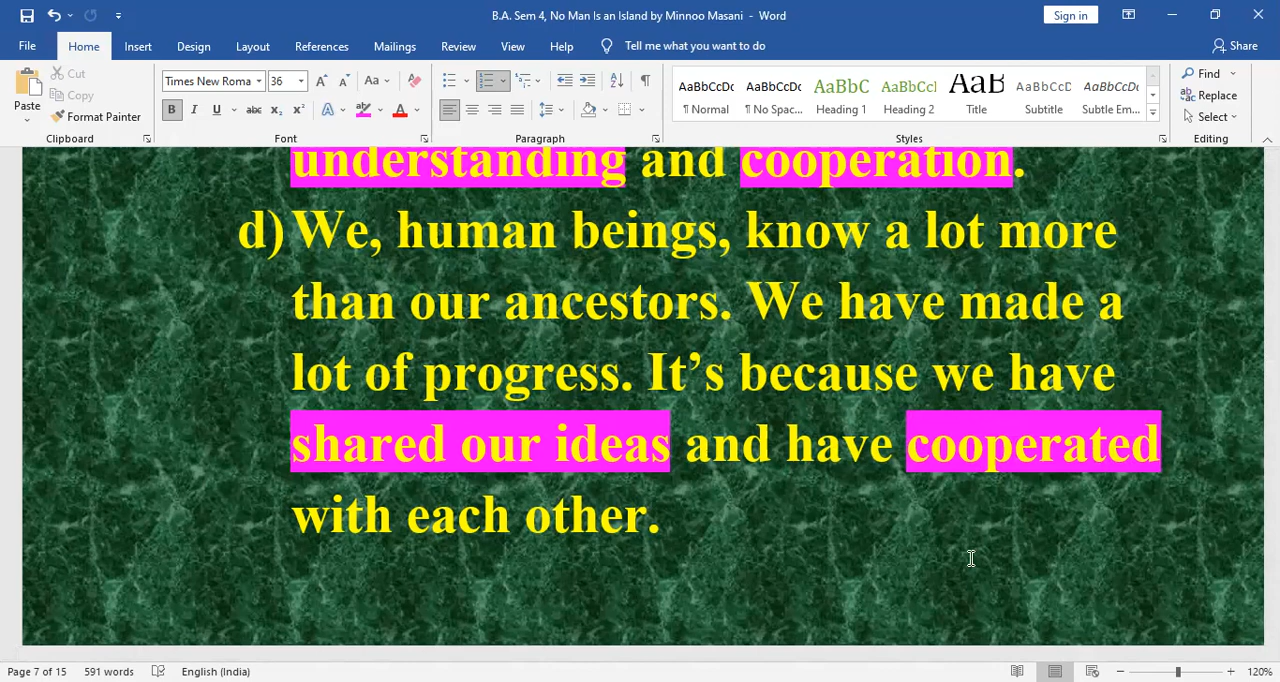 B.A. Sem 4, No Man Is an Island by Minnoo Masani - Word
Sign in
File Home Insert Design Layout References Mailings Review View Help Tell me what you want to do Share
Paste
Cut
Copy
Format Painter
Clipboard
Times New Roma 36
Font
Paragraph
AaBbCcDc AaBbCcDc AaBbC AaBbCcI AaB AaBbCcD AaBbCcDt
¶ Normal ¶ No Spac... Heading 1 Heading 2 Title Subtitle Subtle Em...
Styles
Find
Replace
Select
Editing
understanding and cooperation.
d) We, human beings, know a lot more
than our ancestors. We have made a
lot of progress. It’s because we have
shared our ideas and have cooperated
with each other.
Page 7 of 15 591 words English (India) 120%